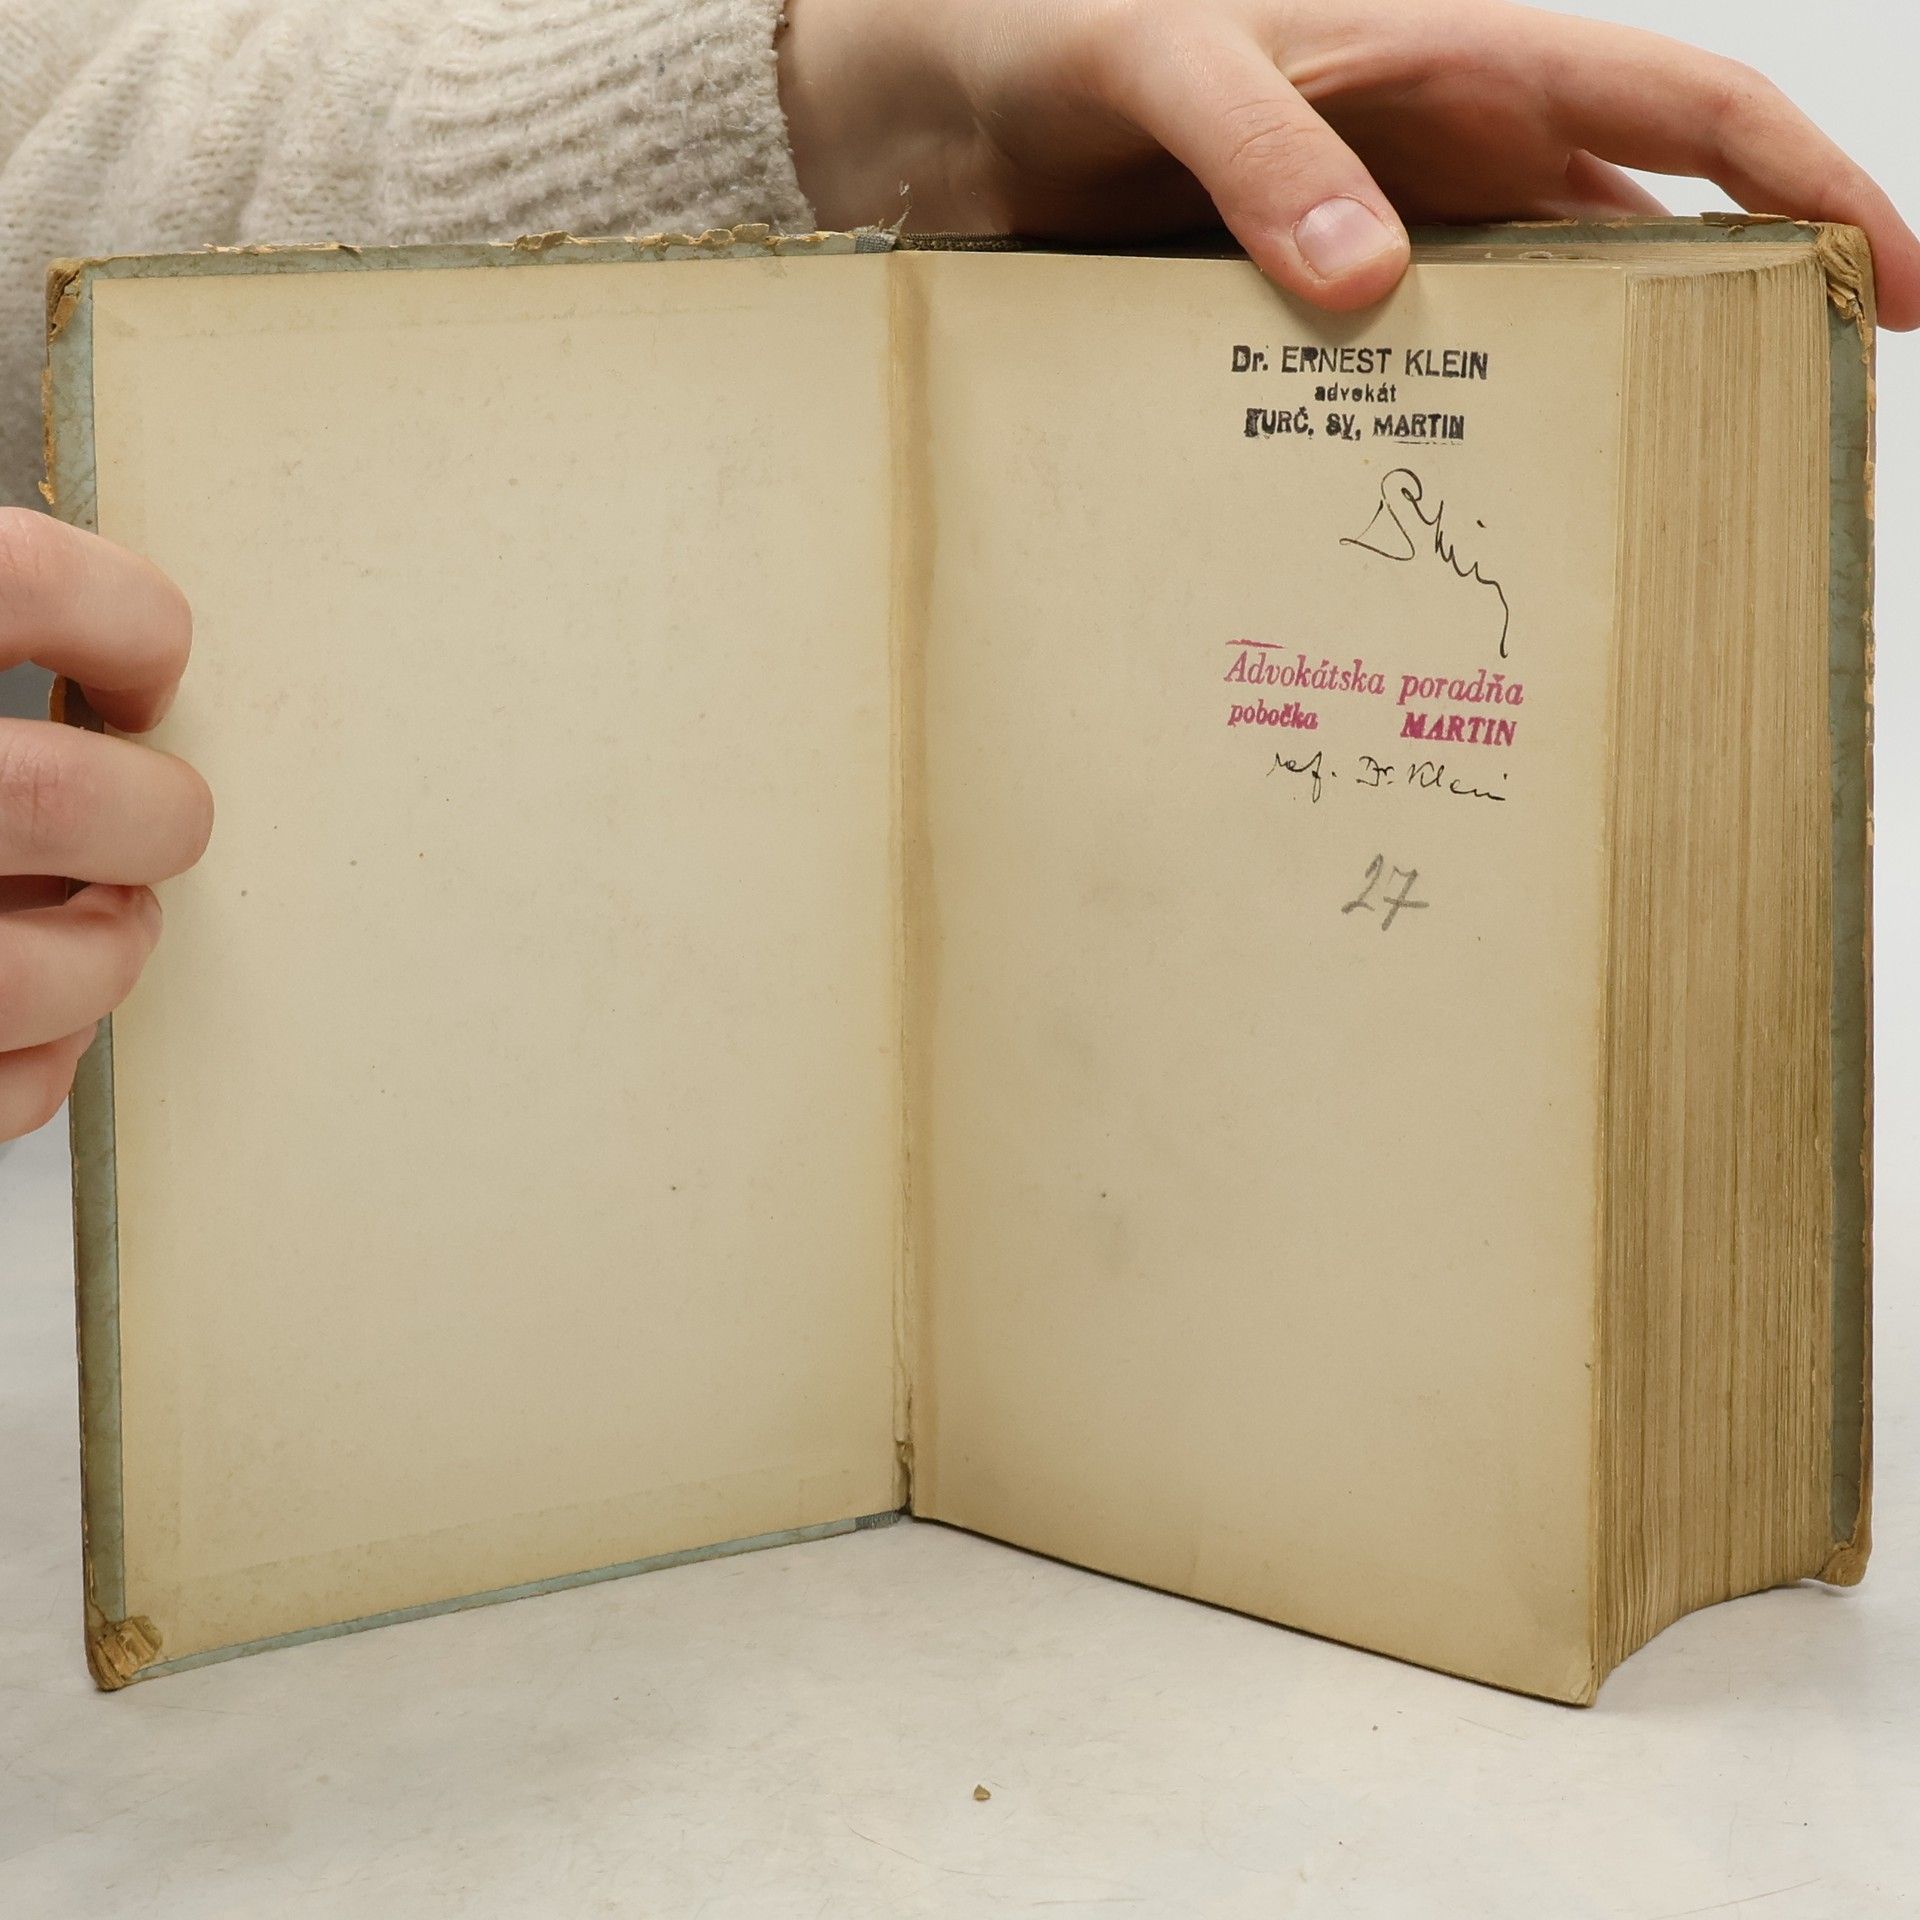 Dr. ERNEST KLEIN
advokát
TURČ. SV. MARTIN
Advokátska poradňa
pobočka MARTIN
ref. Dr. Klein
27